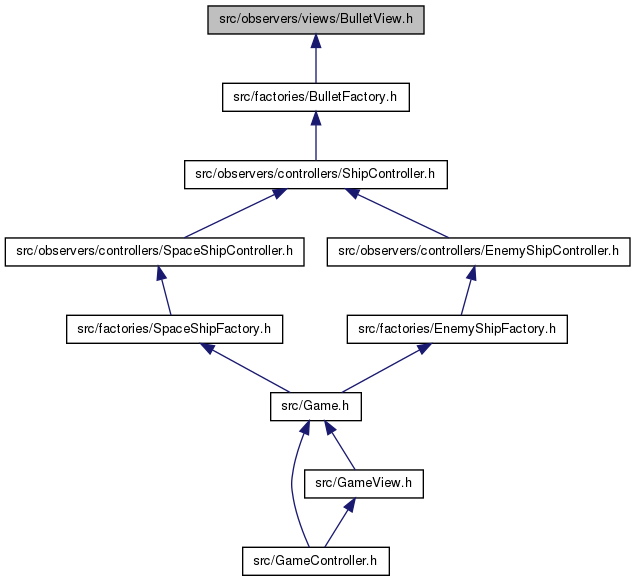 src/observers/views/BulletView.h
src/factories/BulletFactory.h
src/observers/controllers/ShipController.h
src/observers/controllers/SpaceShipController.h
src/observers/controllers/EnemyShipController.h
src/factories/SpaceShipFactory.h
src/factories/EnemyShipFactory.h
src/Game.h
src/GameView.h
src/GameController.h